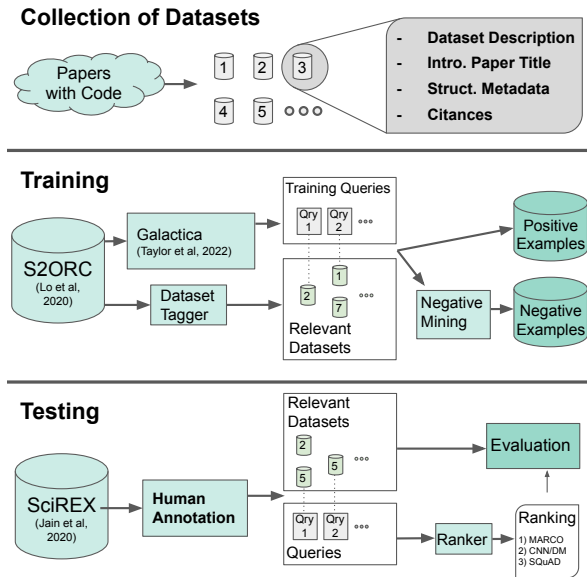 Collection of Datasets
Papers
with Code
1
2
3
4
5
- Dataset Description
- Intro. Paper Title
- Struct. Metadata
- Citances
Training
S2ORC
(Lo et al,
2020)
Galactica
(Taylor et al, 2022)
Dataset
Tagger
Training Queries
Qry
1
Qry
2
1
2
7
Relevant
Datasets
Negative
Mining
Positive
Examples
Negative
Examples
Testing
SciREX
(Jain et al,
2020)
Human
Annotation
Relevant
Datasets
2
5
5
Qry
1
Qry
2
Queries
Ranker
Evaluation
Ranking
1) MARCO
2) CNN/DM
3) SQuAD